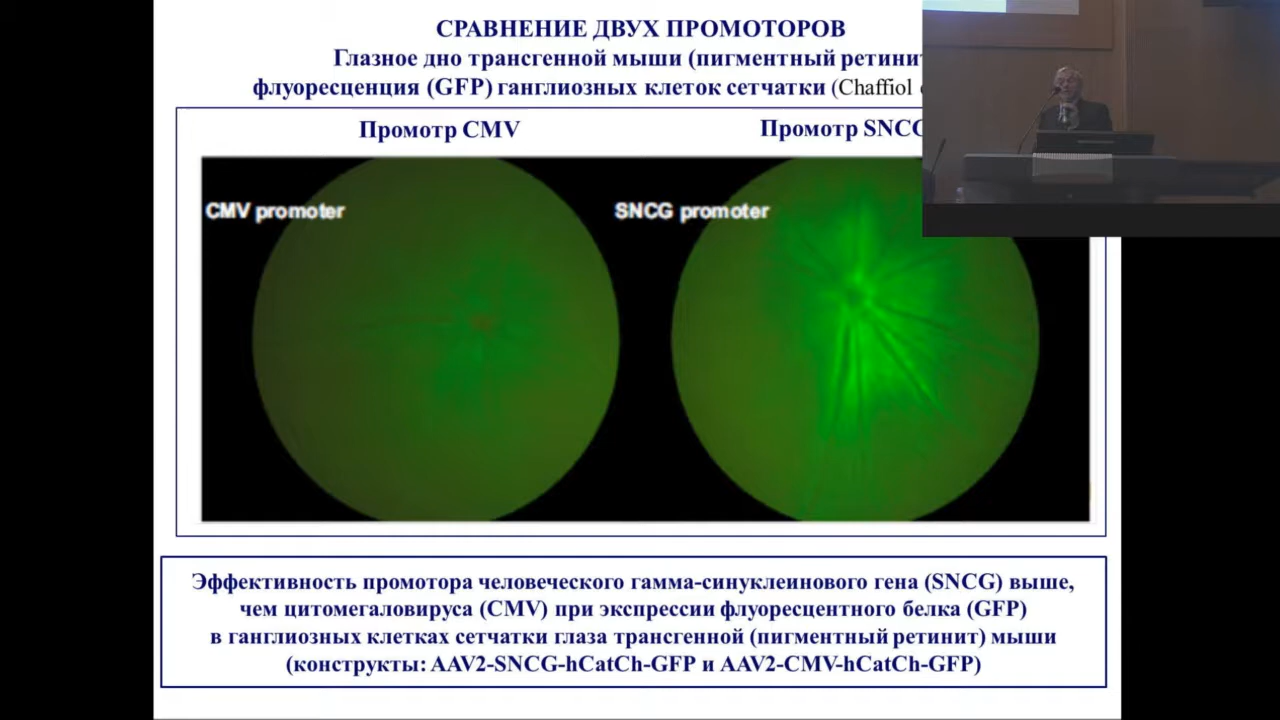 СРАВНЕНИЕ ДВУХ ПРОМОТОРОВ
Глазное дно трансгенной мыши (пигментный
флуоресценция (GFP) ганглиозных клеток сетчатки (Chaffiol
Промотр CMV
Промотр
CMV promoter
SNCG promoter
Эффективность промотора человеческого гамма-синуклеинового гена (SNCG) выше,
чем цитомегаловируса (CMV) при экспрессии флуоресцентного белка (GFP)
в ганглиозных клетках сетчатки глаза трансгенной (пигментный ретинит) мыши
(конструкты: AAV2-SNCG-hCatCh-GFP и AAV2-CMV-hCatCh-GFP)